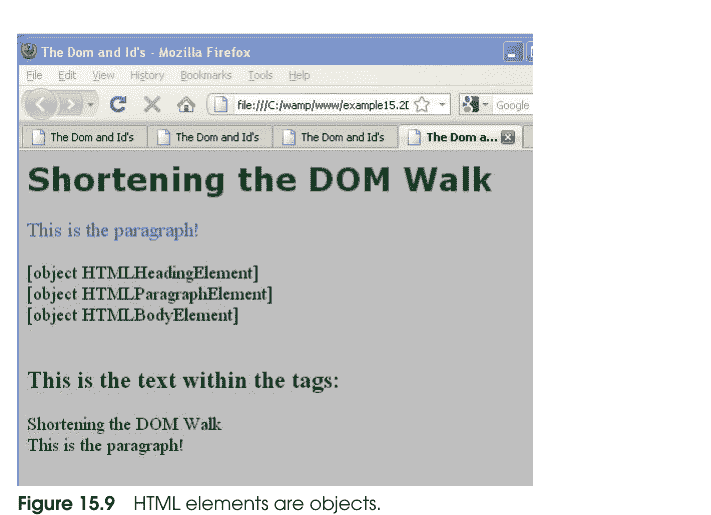 The Dom and Id's - Mozilla Firefox
File Edit View History Bookmarks Tools Help
file:///C:/wamp/www/example15.2 Google
The Dom and Id's The Dom and Id's The Dom and Id's The Dom a...
Shortening the DOM Walk
This is the paragraph!
[object HTMLHeadingElement]
[object HTMLParagraphElement]
[object HTMLBodyElement]
This is the text within the tags:
Shortening the DOM Walk
This is the paragraph!
Figure 15.9 HTML elements are objects.